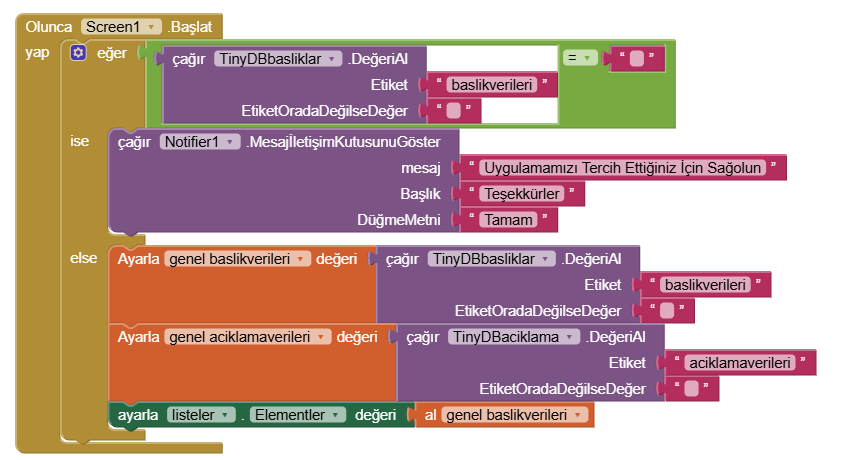 Olunca Screen1 .Başlat
yap eğer çağır TinyDBbasliklar .DeğeriAl = “ ”
Etiket “ baslikverileri ”
EtiketOradaDeğilseDeğer “ ”
ise çağır Notifier1 .MesajİletişimKutusunuGöster
mesaj “ Uygulamamızı Tercih Ettiğiniz İçin Sağolun ”
Başlık “ Teşekkürler ”
DüğmeMetni “ Tamam ”
else Ayarla genel baslikverileri değeri çağır TinyDBbasliklar .DeğeriAl
Etiket “ baslikverileri ”
EtiketOradaDeğilseDeğer “ ”
Ayarla genel aciklamaverileri değeri çağır TinyDBaciklama .DeğeriAl
Etiket “ aciklamaverileri ”
EtiketOradaDeğilseDeğer “ ”
ayarla listeler . Elementler değeri al genel baslikverileri